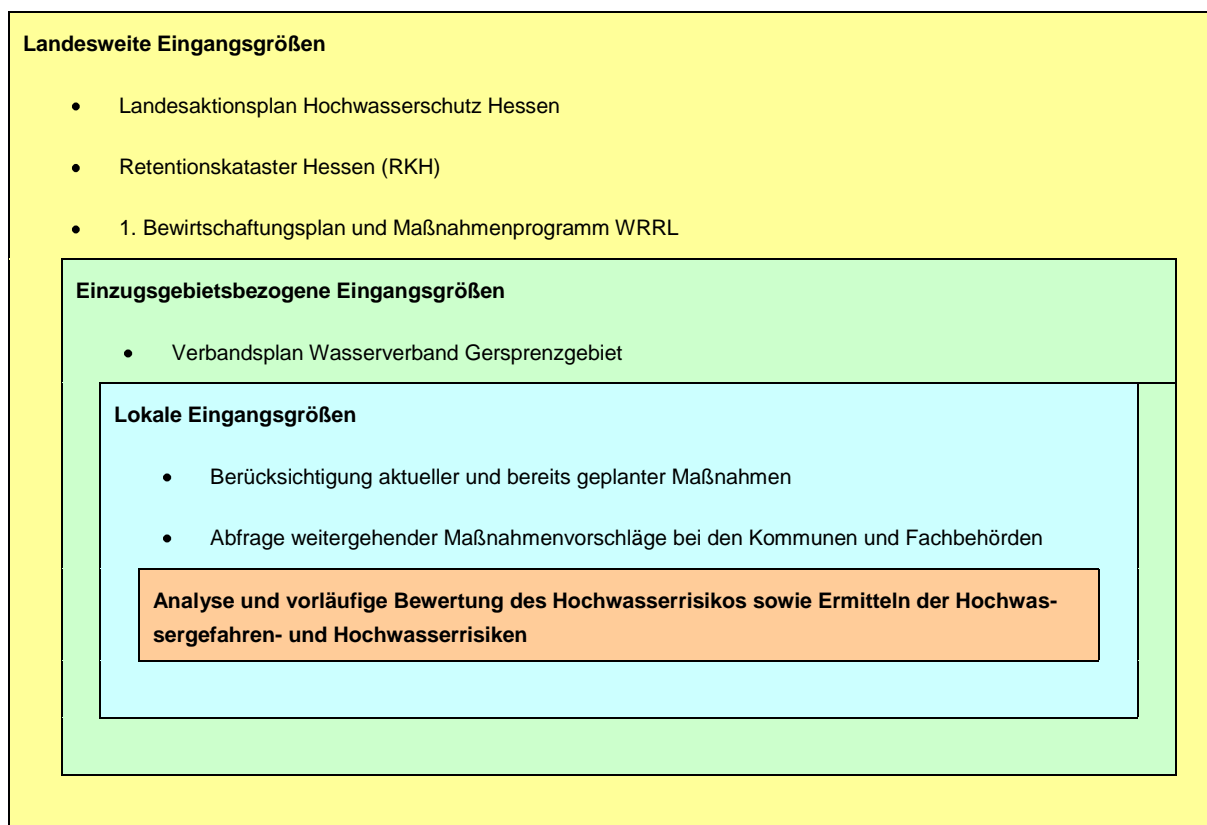 Landesweite Eingangsgrößen
• Landesaktionsplan Hochwasserschutz Hessen
• Retentionskataster Hessen (RKH)
• 1. Bewirtschaftungsplan und Maßnahmenprogramm WRRL
Einzugsgebietsbezogene Eingangsgrößen
• Verbandsplan Wasserverband Gersprenzgebiet
Lokale Eingangsgrößen
• Berücksichtigung aktueller und bereits geplanter Maßnahmen
• Abfrage weitergehender Maßnahmenvorschläge bei den Kommunen und Fachbehörden
Analyse und vorläufige Bewertung des Hochwasserrisikos sowie Ermitteln der Hochwas-
sergefahren- und Hochwasserrisiken